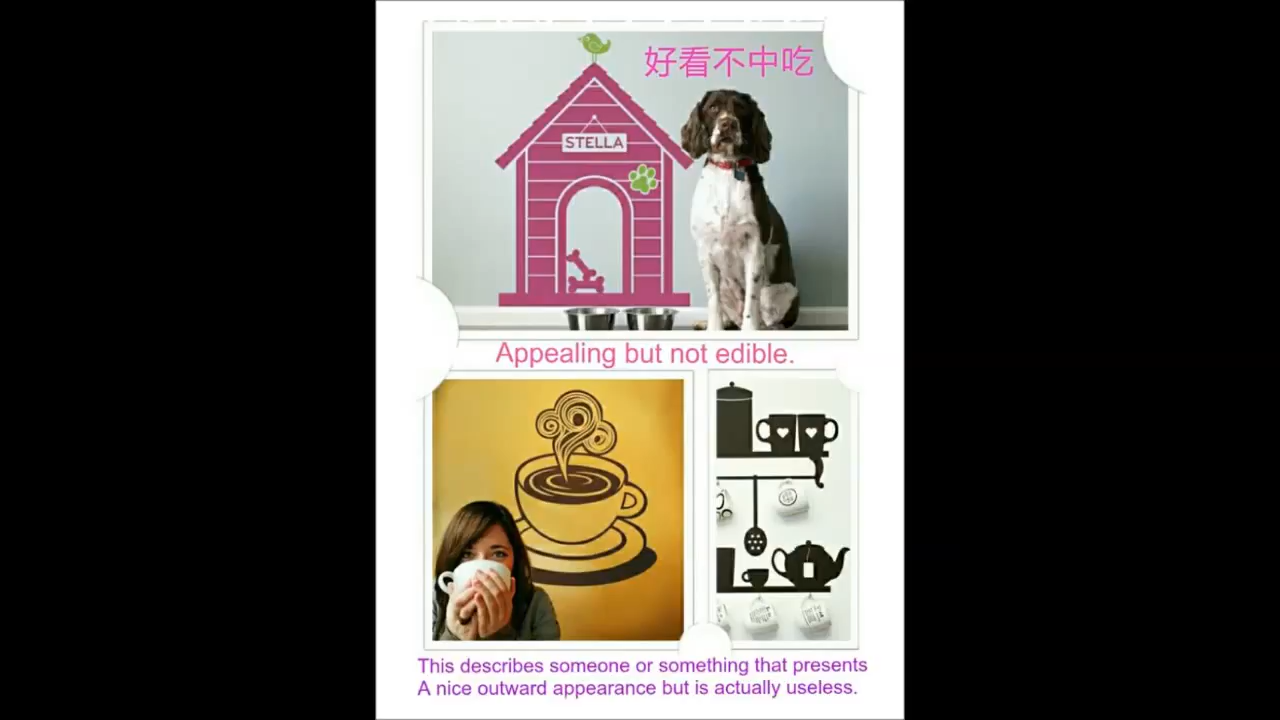 好看不中吃
STELLA
Appealing but not edible.
This describes someone or something that presents
A nice outward appearance but is actually useless.